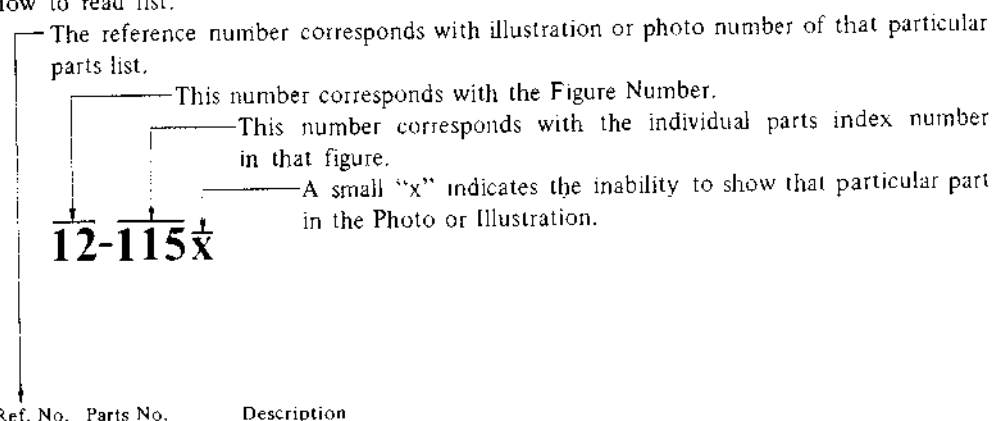 How to read list.
The reference number corresponds with illustration or photo number of that particular
parts list.
This number corresponds with the Figure Number.
This number corresponds with the individual parts index number
in that figure.
A small "x" indicates the inability to show that particular part
in the Photo or Illustration.
12-115x
Ref. No. Parts No. Description